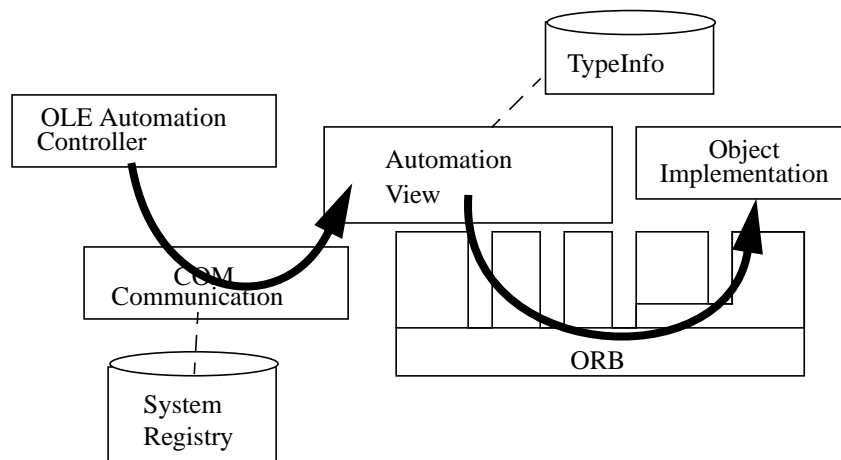 TypeInfo
OLE Automation
Controller
Automation
View
Object
Implementation
COM
Communication
ORB
System
Registry